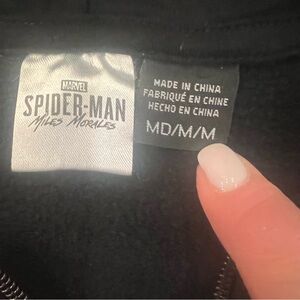 MARVEL
SPIDER-MAN
MILES MORALES
MADE IN CHINA
FABRIQUÉ EN CHINE
HECHO EN CHINA
MD/M/M